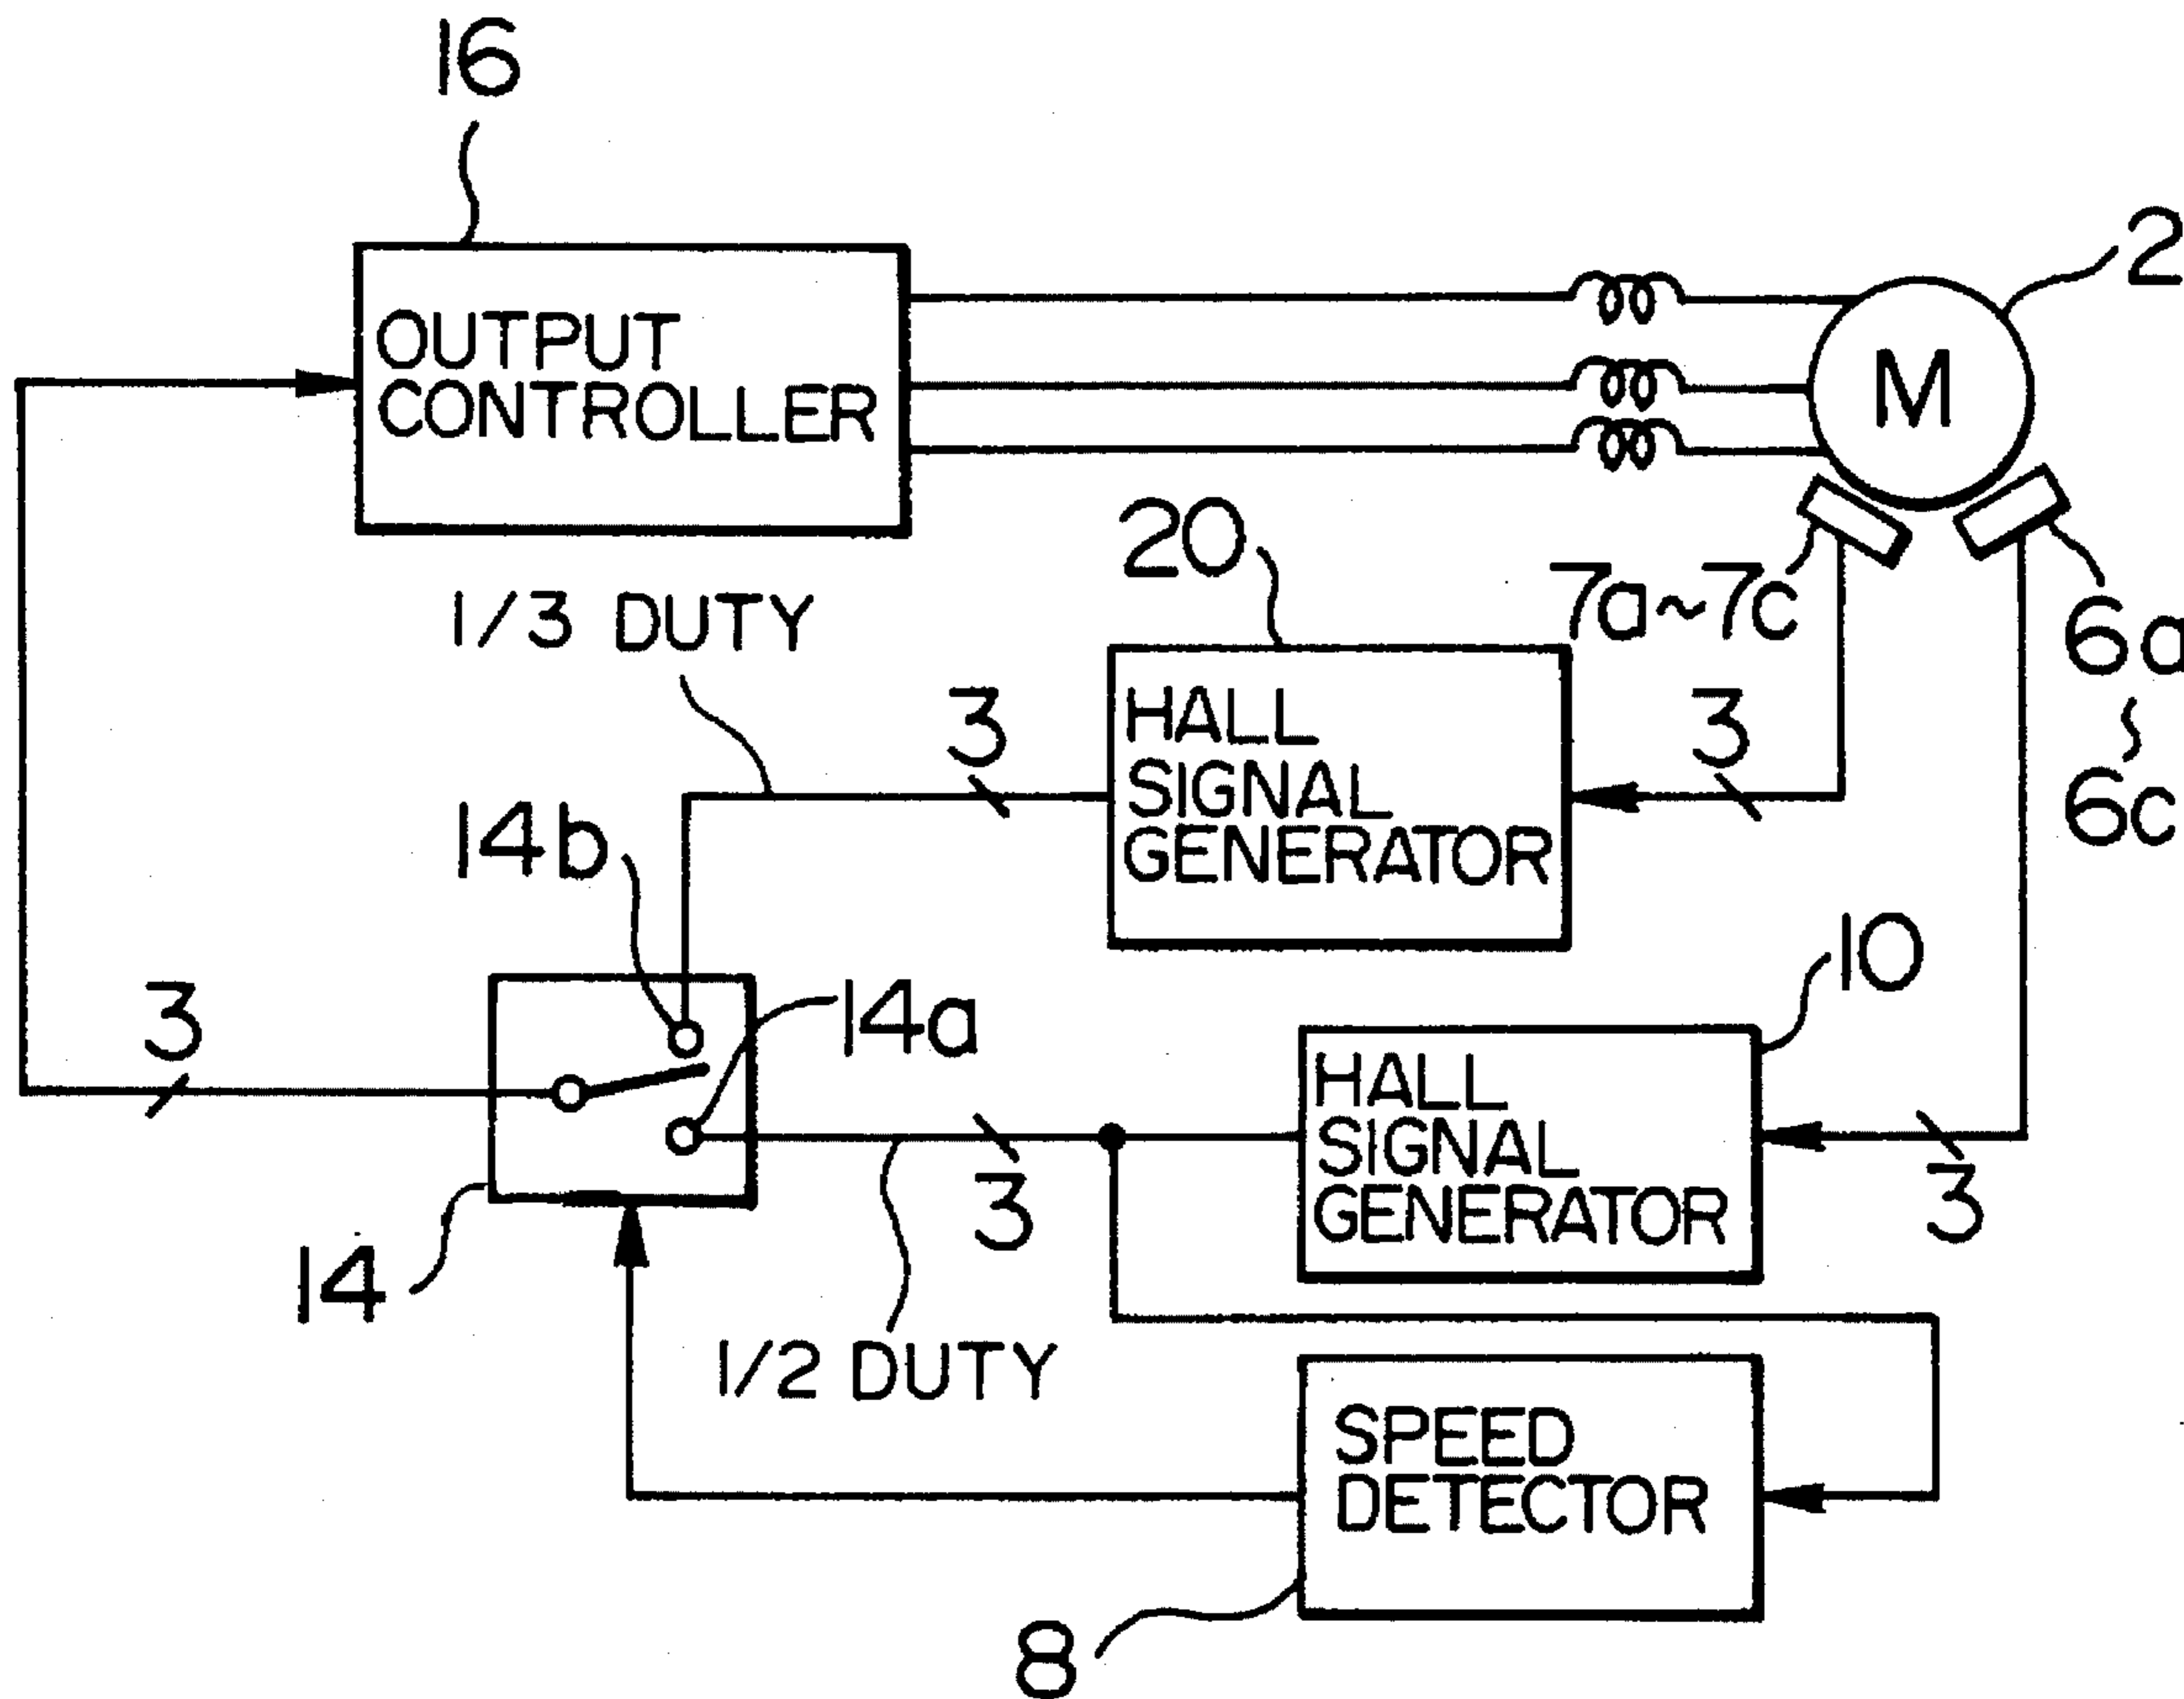 16
2
OUTPUT
CONTROLLER
M
20
7a~7c
6a
~
6c
1/3 DUTY
3
3
HALL
SIGNAL
GENERATOR
14b
10
3
14a
HALL
SIGNAL
GENERATOR
3
3
14
1/2 DUTY
SPEED
DETECTOR
8